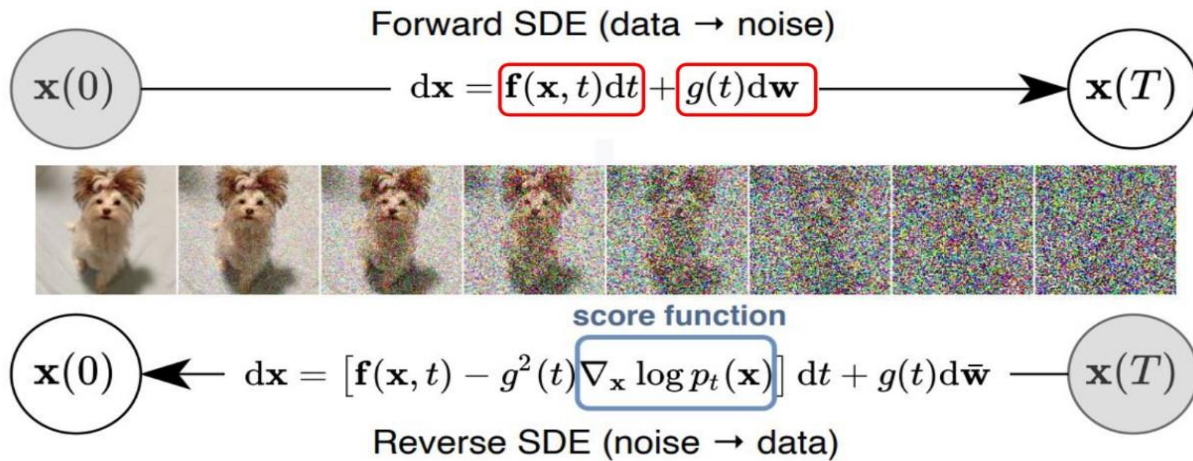 Forward SDE (data → noise)
x(0) dx = f(x, t)dt + g(t)dw x(T)
score function
x(0) dx = [f(x, t) − g²(t)∇ₓ log pₜ(x)] dt + g(t)dw̄ x(T)
Reverse SDE (noise → data)